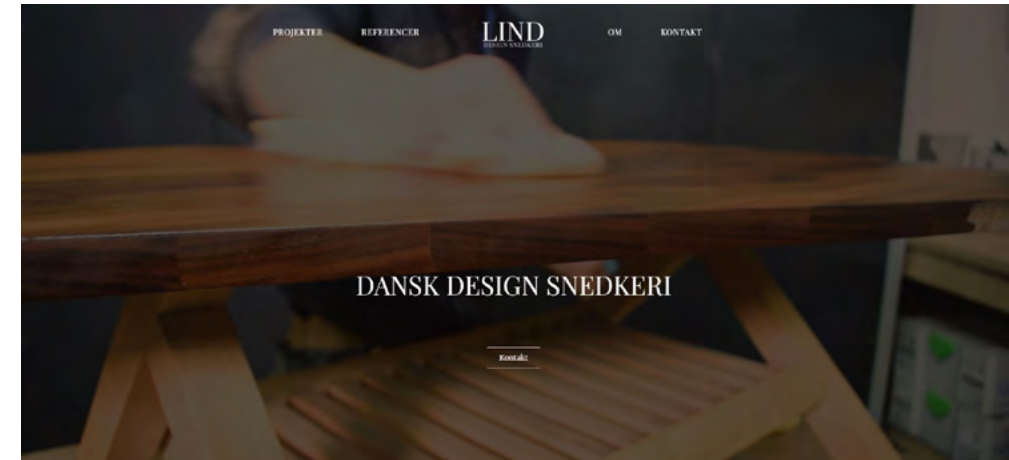 PROJEKTER
REFERENCER
LIND
DESIGN SNEDKERI
OM
KONTAKT
DANSK DESIGN SNEDKERI
Kontakt